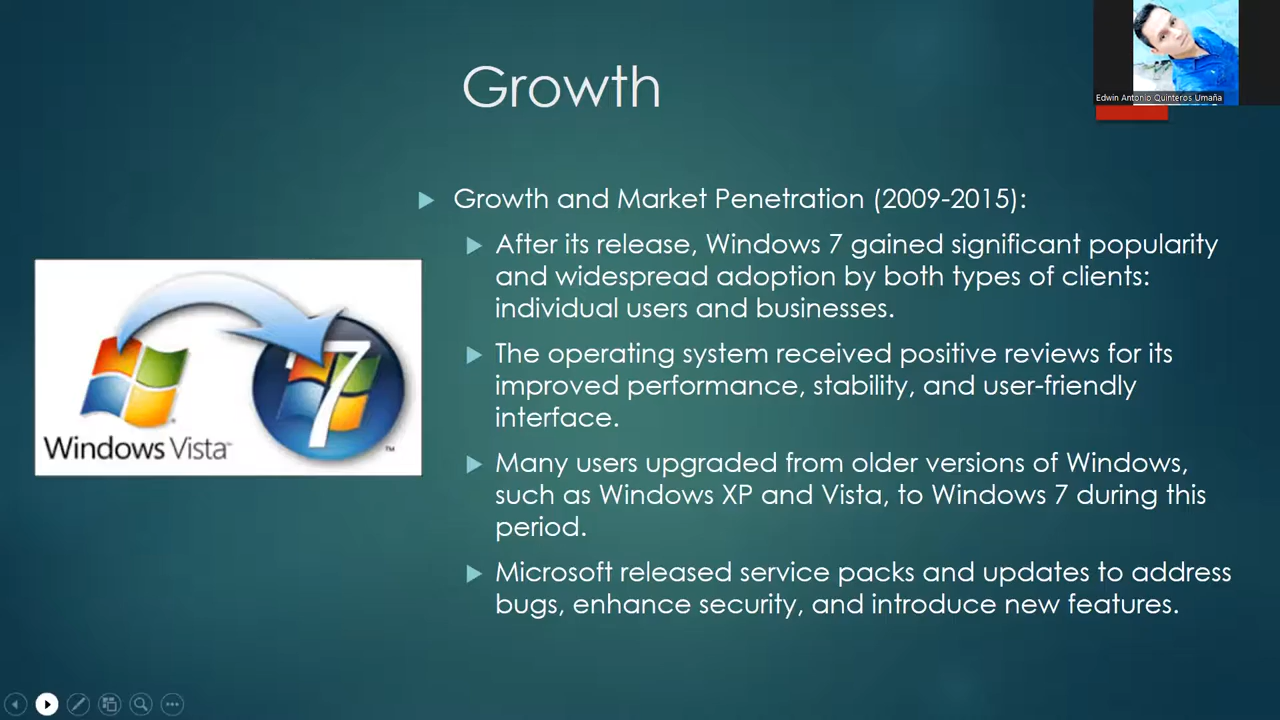 Growth
Edwin Antonio Quinteros Umaña
Growth and Market Penetration (2009-2015):
After its release, Windows 7 gained significant popularity
and widespread adoption by both types of clients:
individual users and businesses.
The operating system received positive reviews for its
improved performance, stability, and user-friendly
interface.
Many users upgraded from older versions of Windows,
such as Windows XP and Vista, to Windows 7 during this
period.
Microsoft released service packs and updates to address
bugs, enhance security, and introduce new features.
7
Windows Vista™
™